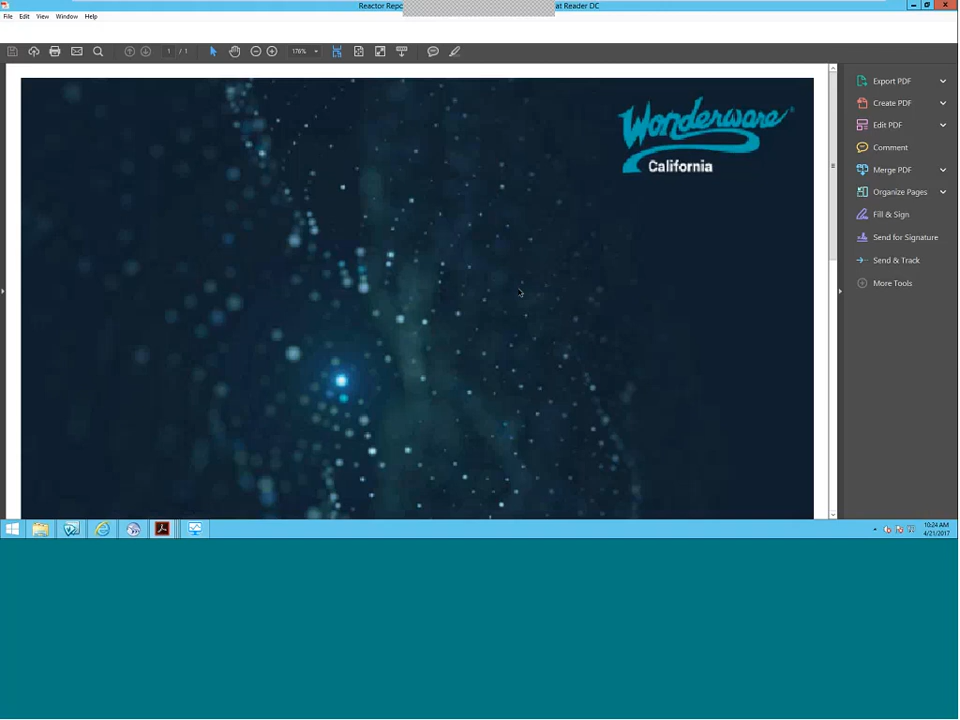 Reactor Repo
at Reader DC
File Edit View Window Help
1 / 1
176%
Wonderware
California
Export PDF
Create PDF
Edit PDF
Comment
Merge PDF
Organize Pages
Fill & Sign
Send for Signature
Send & Track
More Tools
10:24 AM
4/21/2017